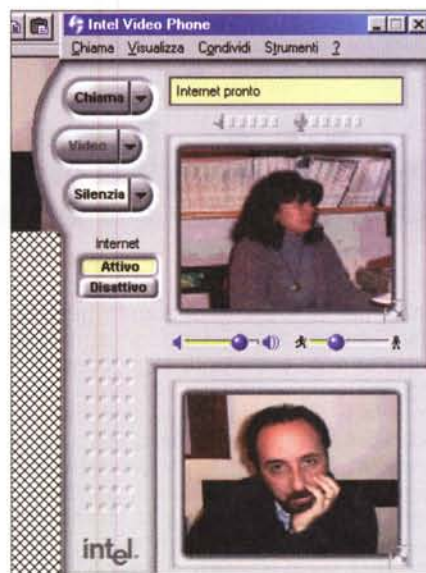 Intel Video Phone
Chiama Visualizza Condividi Strumenti ?
Chiama
Internet pronto
Video
Silenzia
Internet
Attivo
Disattivo
intel.